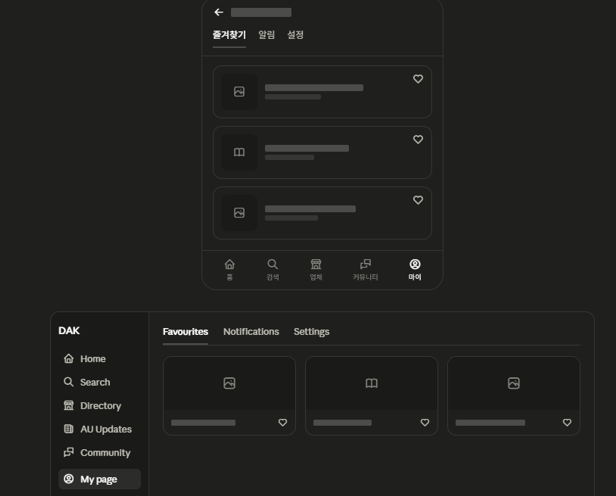 즐겨찾기 알림 설정
홈 검색 업체 커뮤니티 마이
DAK
Favourites Notifications Settings
Home
Search
Directory
AU Updates
Community
My page